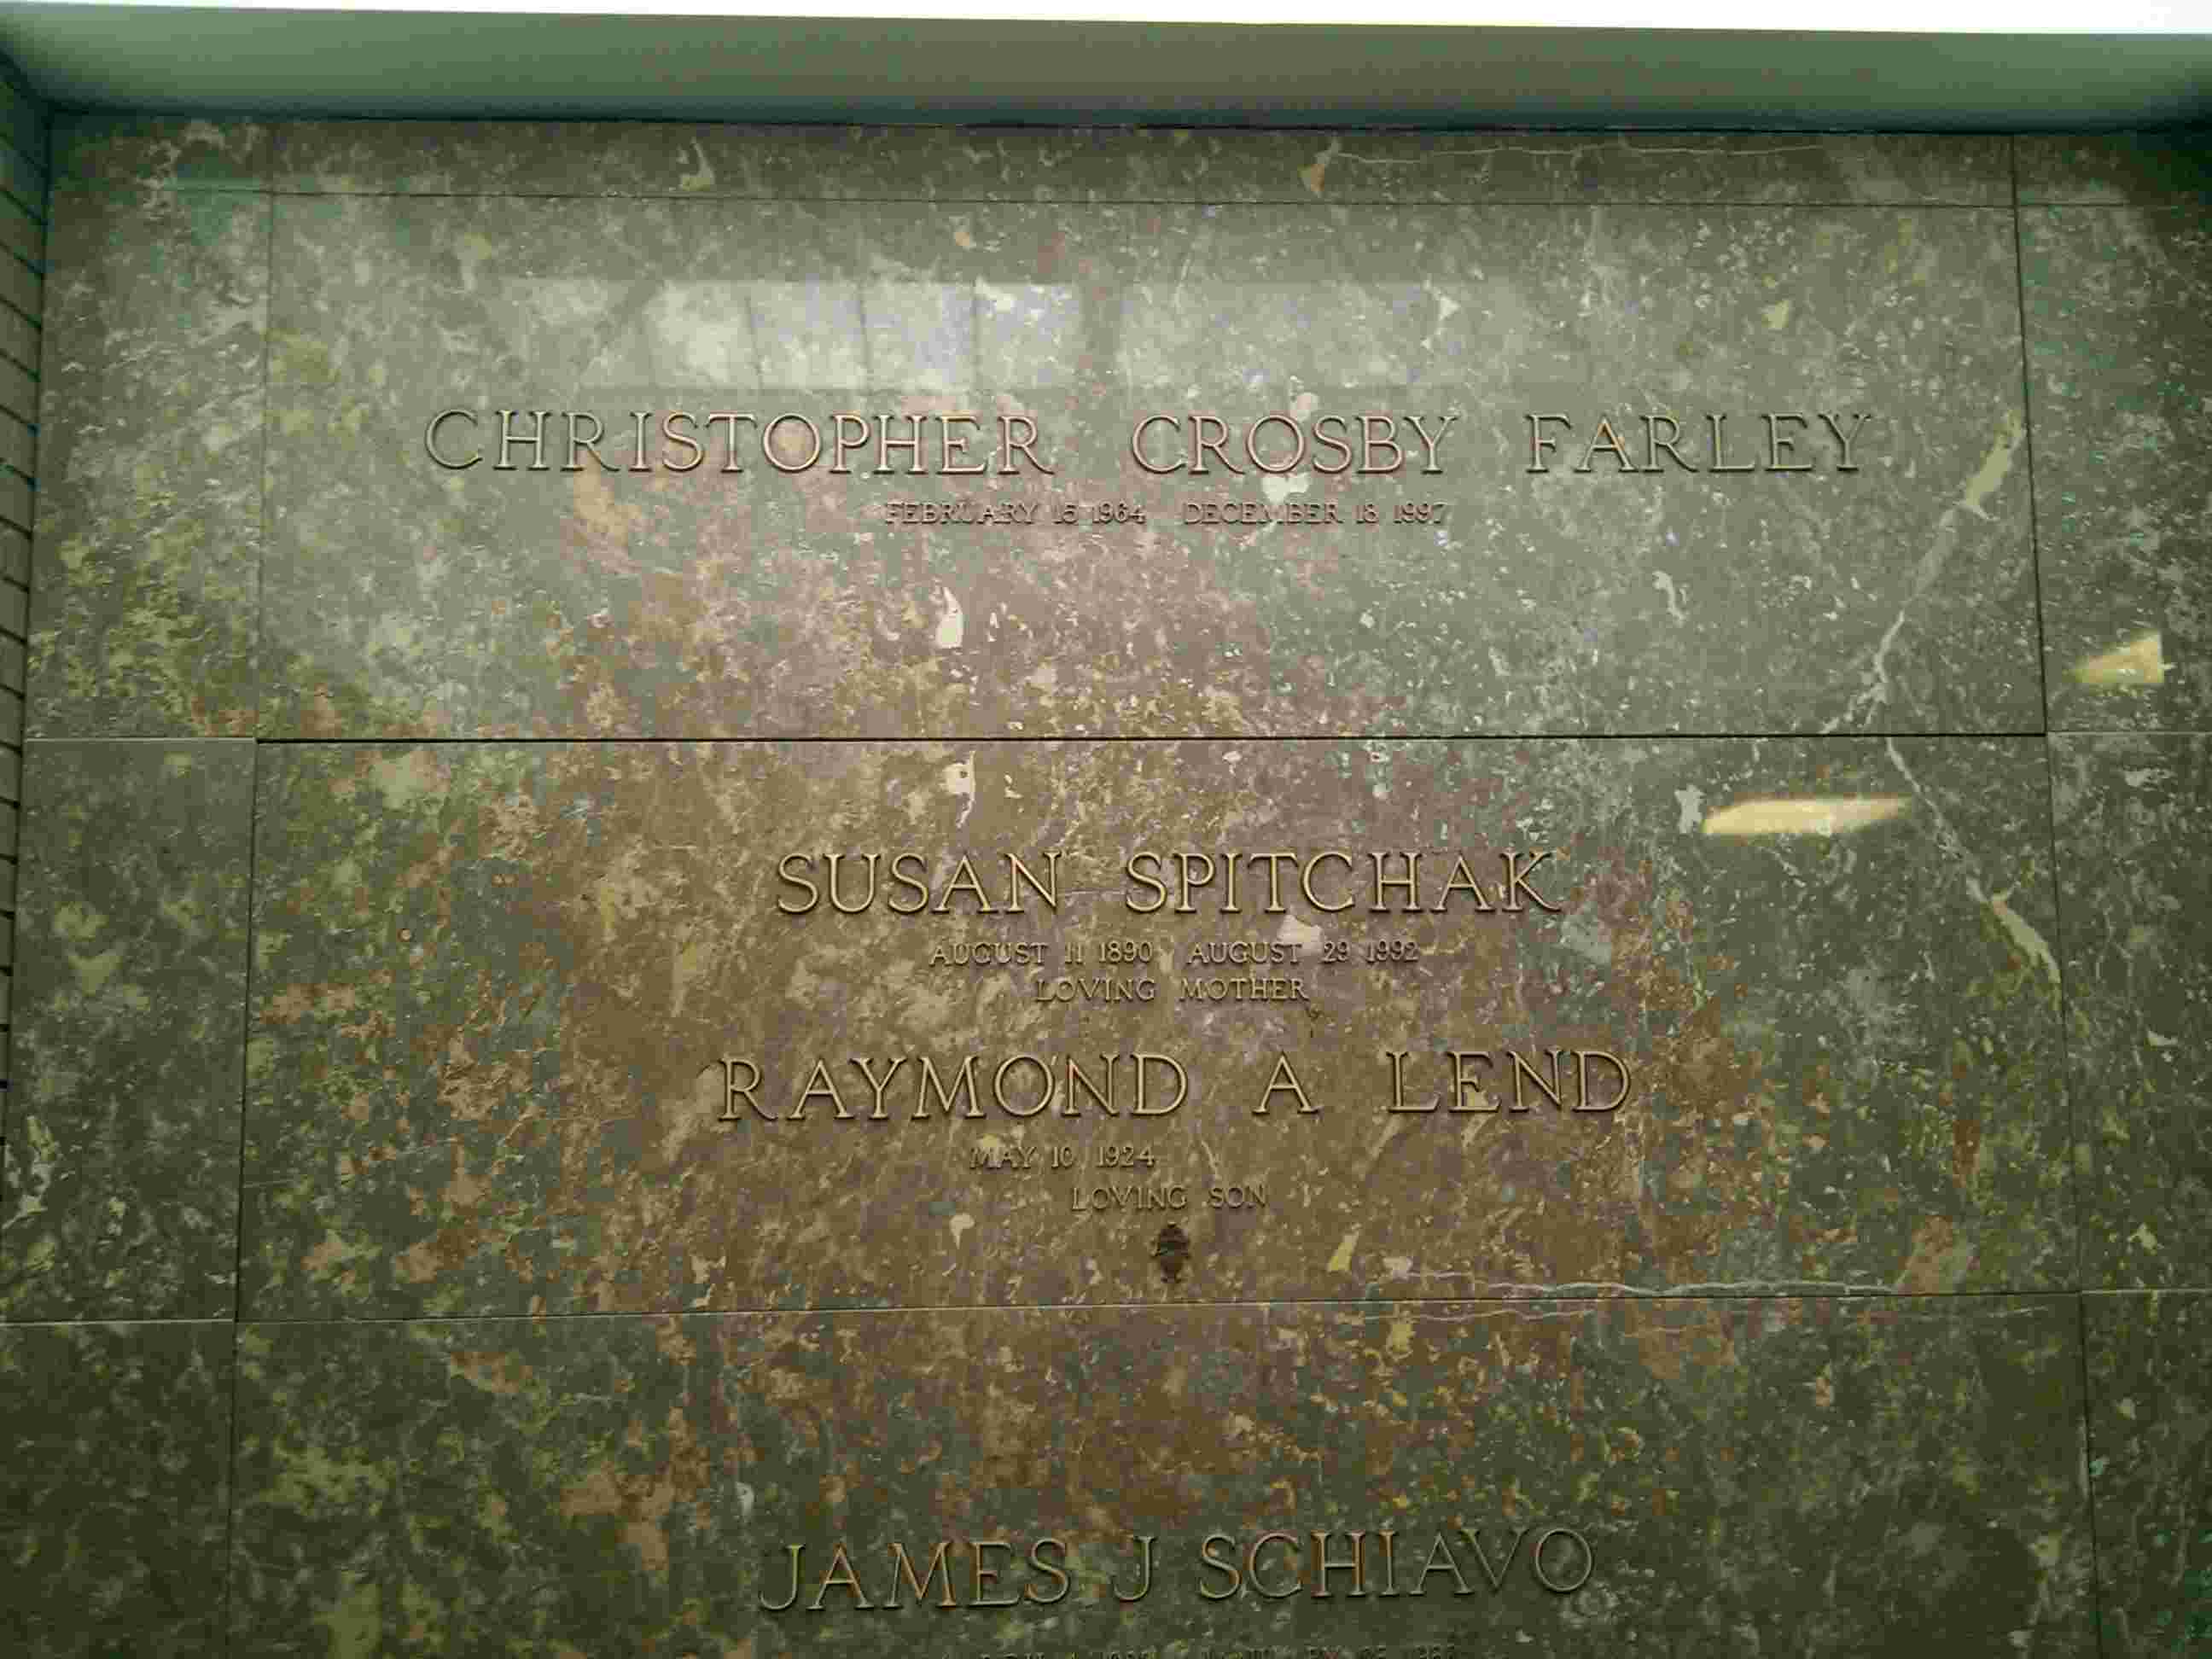 CHRISTOPHER CROSBY FARLEY
FEBRUARY 15 1964 DECEMBER 18 1997
SUSAN SPITCHAK
AUGUST 11 1890 AUGUST 29 1992
LOVING MOTHER
RAYMOND A LEND
MAY 10 1924
LOVING SON
JAMES J SCHIAVO